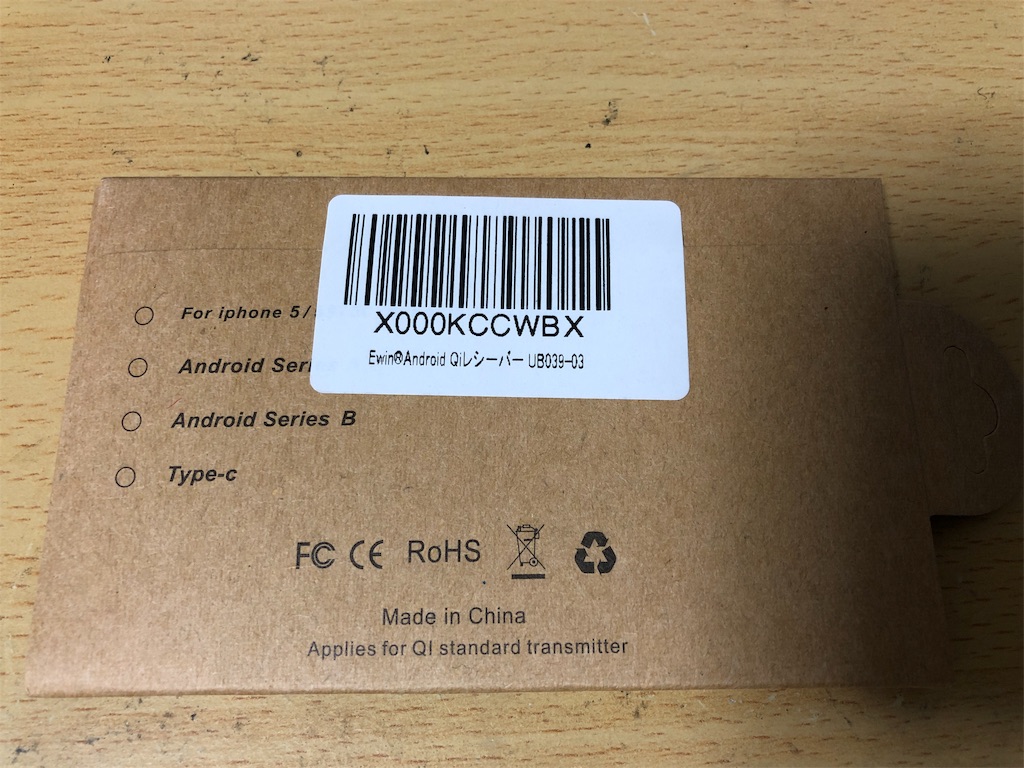 X000KCCWBX
Ewin®Android Qiレシーバー UB039-03
For iphone 5/
Android
Android Series B
Type-c
FC CE RoHS
Made in China
Applies for QI standard transmitter